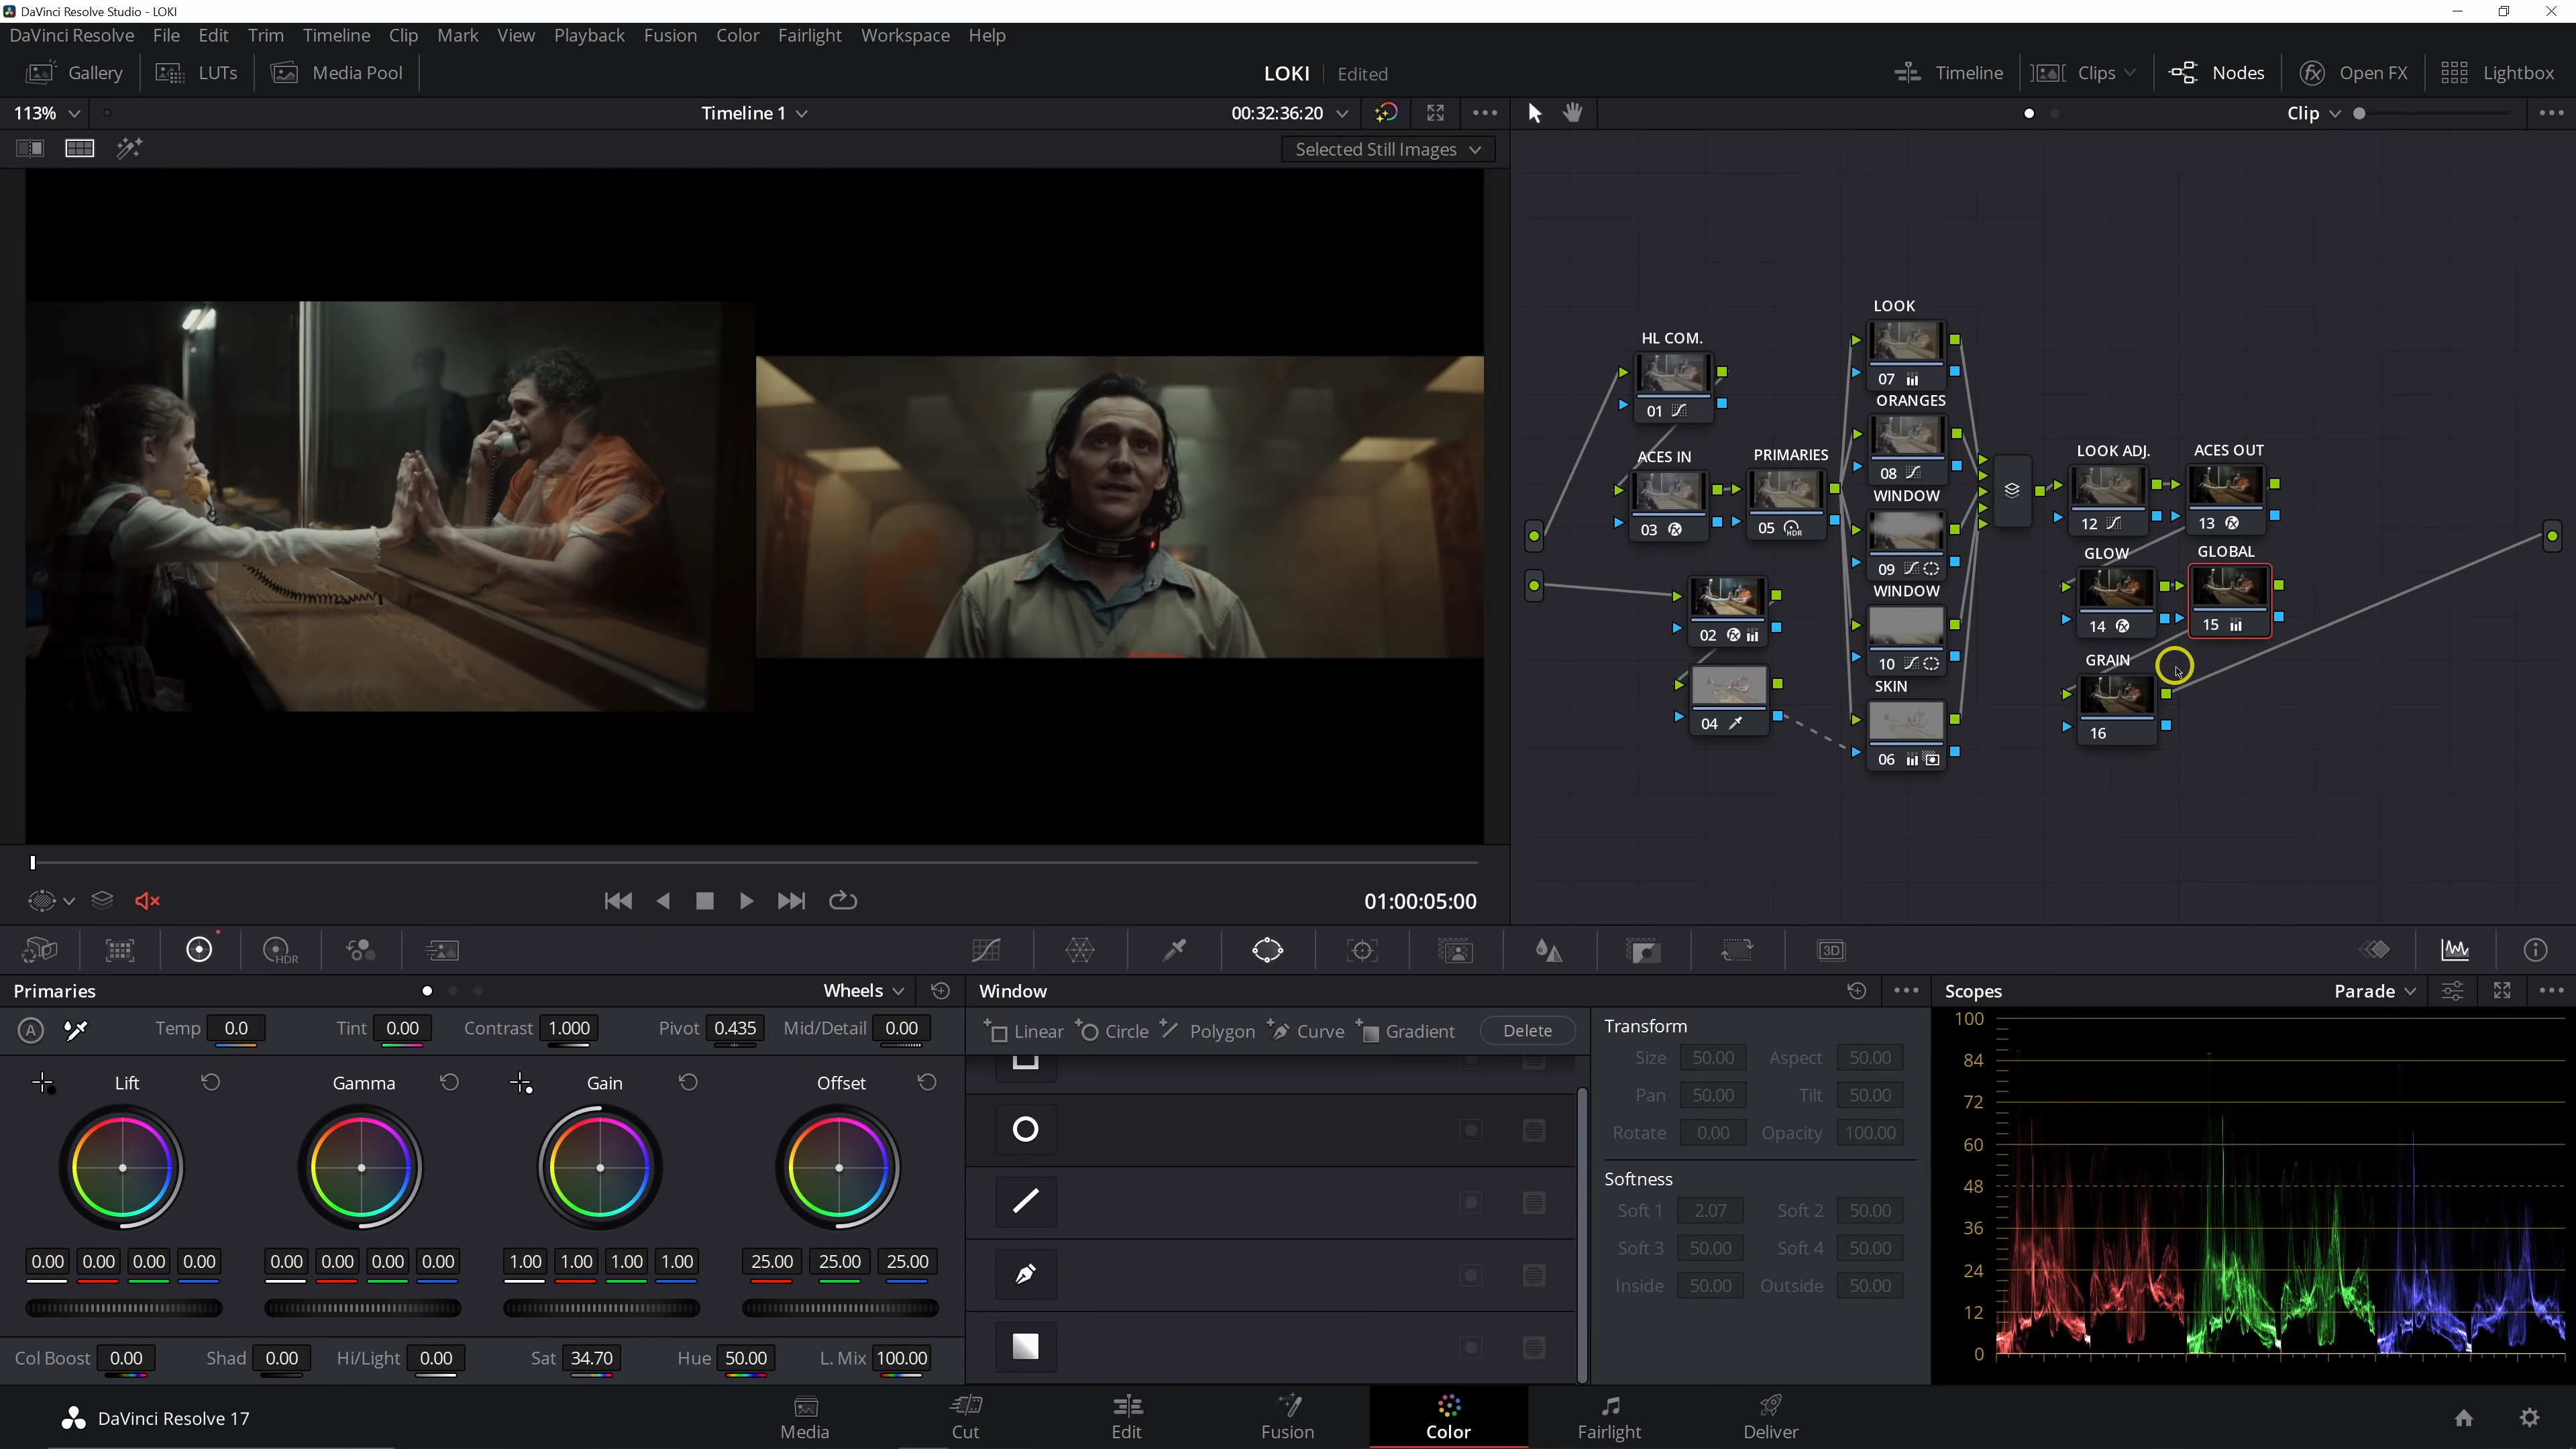 DaVinci Resolve Studio - LOKI
DaVinci Resolve File Edit Trim Timeline Clip Mark View Playback Fusion Color Fairlight Workspace Help
Gallery LUTs Media Pool LOKI Edited Timeline Clips Nodes Open FX Lightbox
113% Timeline 1 00:32:36:20 Clip
Selected Still Images
LOOK
HL COM.
07
ORANGES
01
ACES IN PRIMARIES LOOK ADJ. ACES OUT
08
WINDOW
03 05 HDR 12 13
GLOW GLOBAL
09
WINDOW
02 14 15
10
GRAIN
SKIN
04 16
06
01:00:05:00
HDR 3D
Primaries Wheels Window Scopes Parade
A Temp 0.0 Tint 0.00 Contrast 1.000 Pivot 0.435 Mid/Detail 0.00
Linear Circle Polygon Curve Gradient Delete
Lift Gamma Gain Offset
0.00 0.00 0.00 0.00 0.00 0.00 0.00 0.00 1.00 1.00 1.00 1.00 25.00 25.00 25.00
Col Boost 0.00 Shad 0.00 Hi/Light 0.00 Sat 34.70 Hue 50.00 L. Mix 100.00
Transform
Size 50.00 Aspect 50.00
Pan 50.00 Tilt 50.00
Rotate 0.00 Opacity 100.00
Softness
Soft 1 2.07 Soft 2 50.00
Soft 3 50.00 Soft 4 50.00
Inside 50.00 Outside 50.00
100
84
72
60
48
36
24
12
0
DaVinci Resolve 17 Media Cut Edit Fusion Color Fairlight Deliver